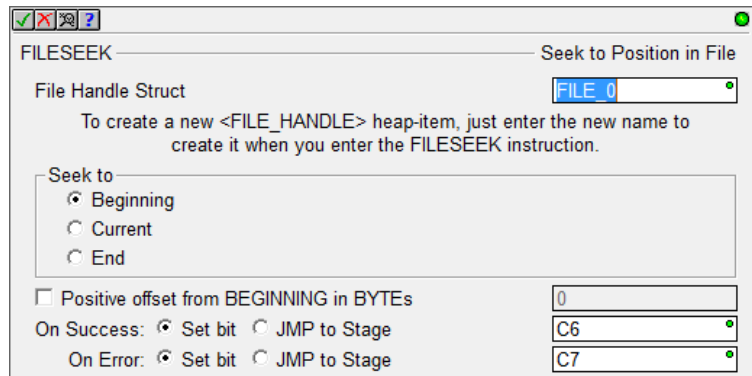 ?
FILESEEK Seek to Position in File
File Handle Struct FILE_0
To create a new <FILE_HANDLE> heap-item, just enter the new name to
create it when you enter the FILESEEK instruction.
Seek to
Beginning
Current
End
Positive offset from BEGINNING in BYTEs 0
On Success: Set bit JMP to Stage C6
On Error: Set bit JMP to Stage C7